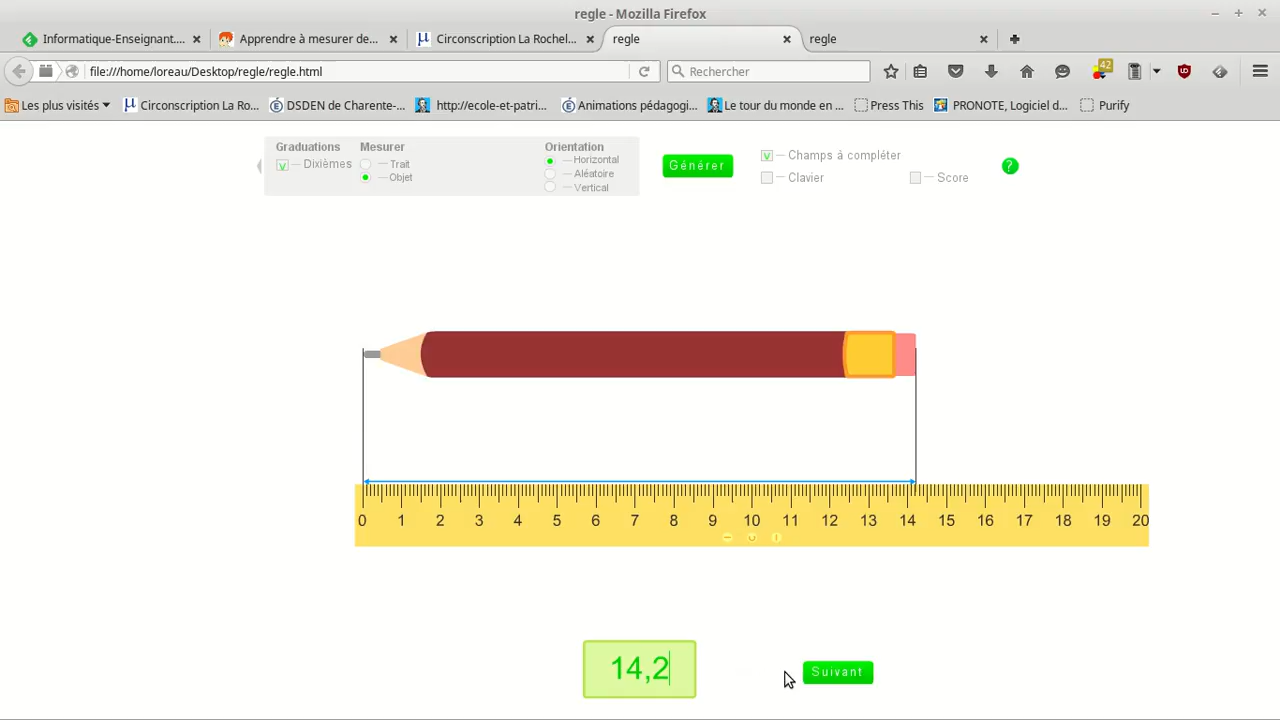 regle - Mozilla Firefox
Informatique-Enseignant....
Apprendre à mesurer de...
Circonscription La Rochel...
regle
regle
file:///home/loreau/Desktop/regle/regle.html
Rechercher
42
Les plus visités
Circonscription La Ro...
DSDEN de Charente-...
http://ecole-et-patri...
Animations pédagogi...
Le tour du monde en ...
Press This
PRONOTE, Logiciel d...
Purify
Graduations
Dixièmes
Mesurer
Trait
Objet
Orientation
Horizontal
Aléatoire
Vertical
Générer
Champs à compléter
Clavier
Score
?
0 1 2 3 4 5 6 7 8 9 10 11 12 13 14 15 16 17 18 19 20
14,2
Suivant